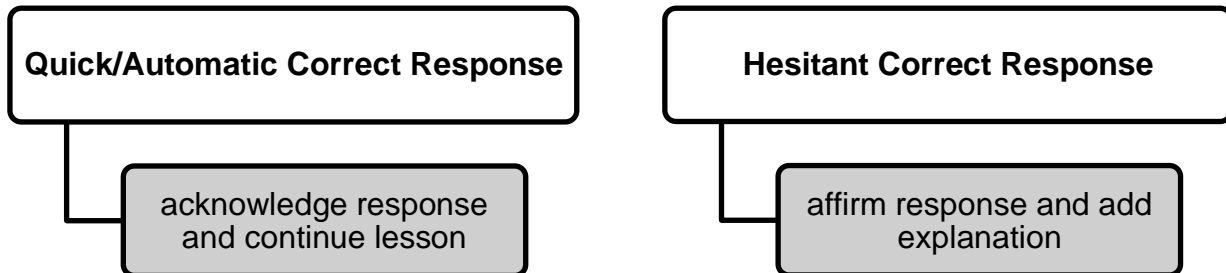 Quick/Automatic Correct Response
acknowledge response
and continue lesson
Hesitant Correct Response
affirm response and add
explanation